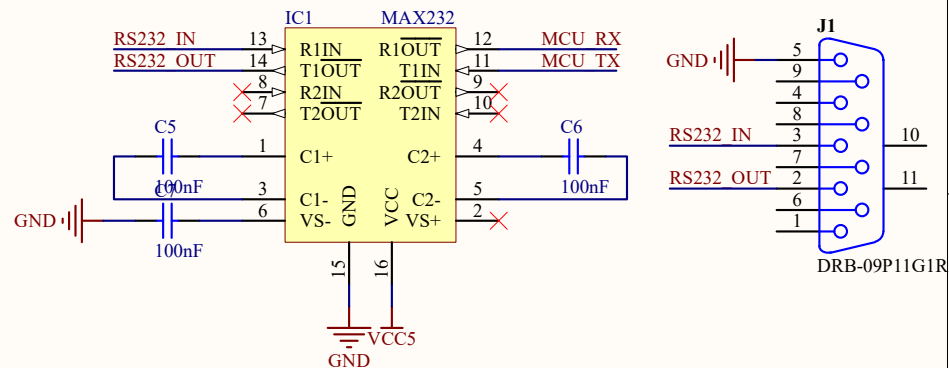 IC1 MAX232
RS232_IN 13 R1IN R1OUT 12 MCU_RX
RS232_OUT 14 T1OUT T1IN 11 MCU_TX
8 R2IN R2OUT 9
7 T2OUT T2IN 10
C5 1 C1+ C2+ 4 C6
100nF 3 C1- C2- 5 100nF
C7
GND 6 VS- GND VCC VS+ 2
100nF
15 16
VCC5
GND
J1
GND 5
9
4
8
RS232_IN 3 10
7
RS232_OUT 2 11
6
1
DRB-09P11G1R